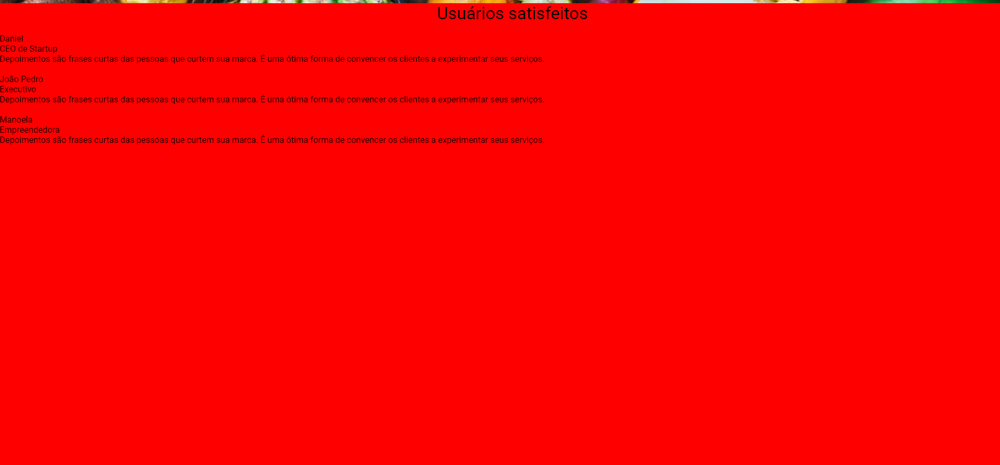 Usuários satisfeitos
Daniel
CEO de Startup
Depoimentos são frases curtas das pessoas que curtem sua marca. É uma ótima forma de convencer os clientes a experimentar seus serviços.
João Pedro
Executivo
Depoimentos são frases curtas das pessoas que curtem sua marca. É uma ótima forma de convencer os clientes a experimentar seus serviços.
Manoela
Empreendedora
Depoimentos são frases curtas das pessoas que curtem sua marca. É uma ótima forma de convencer os clientes a experimentar seus serviços.